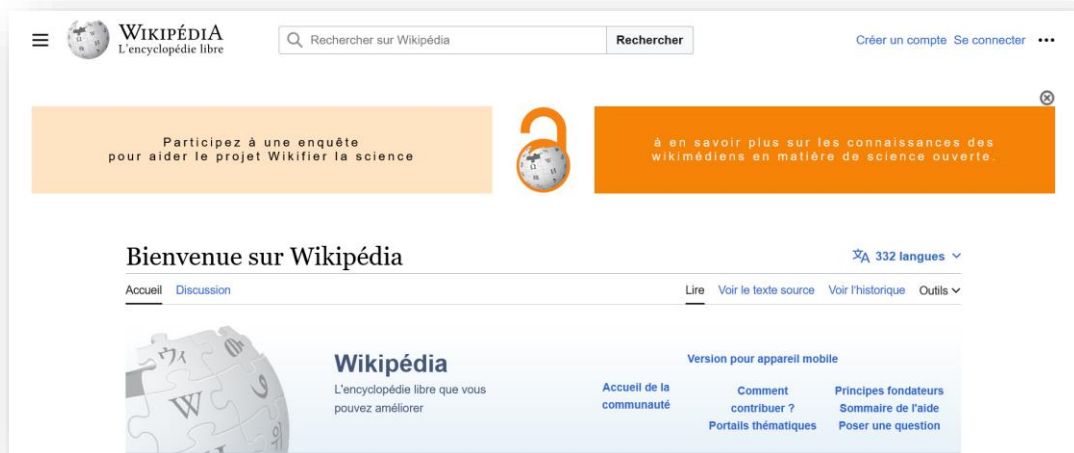 WIKIPÉDIA
L'encyclopédie libre
Rechercher sur Wikipédia
Rechercher
Créer un compte Se connecter
Participez à une enquête
pour aider le projet Wikifier la science
à en savoir plus sur les connaissances des
wikimédiens en matière de science ouverte.
Bienvenue sur Wikipédia
332 langues
Accueil Discussion
Lire Voir le texte source Voir l'historique Outils
Wikipédia
L'encyclopédie libre que vous
pouvez améliorer
Version pour appareil mobile
Accueil de la
communauté
Comment
contribuer ?
Portails thématiques
Principes fondateurs
Sommaire de l'aide
Poser une question